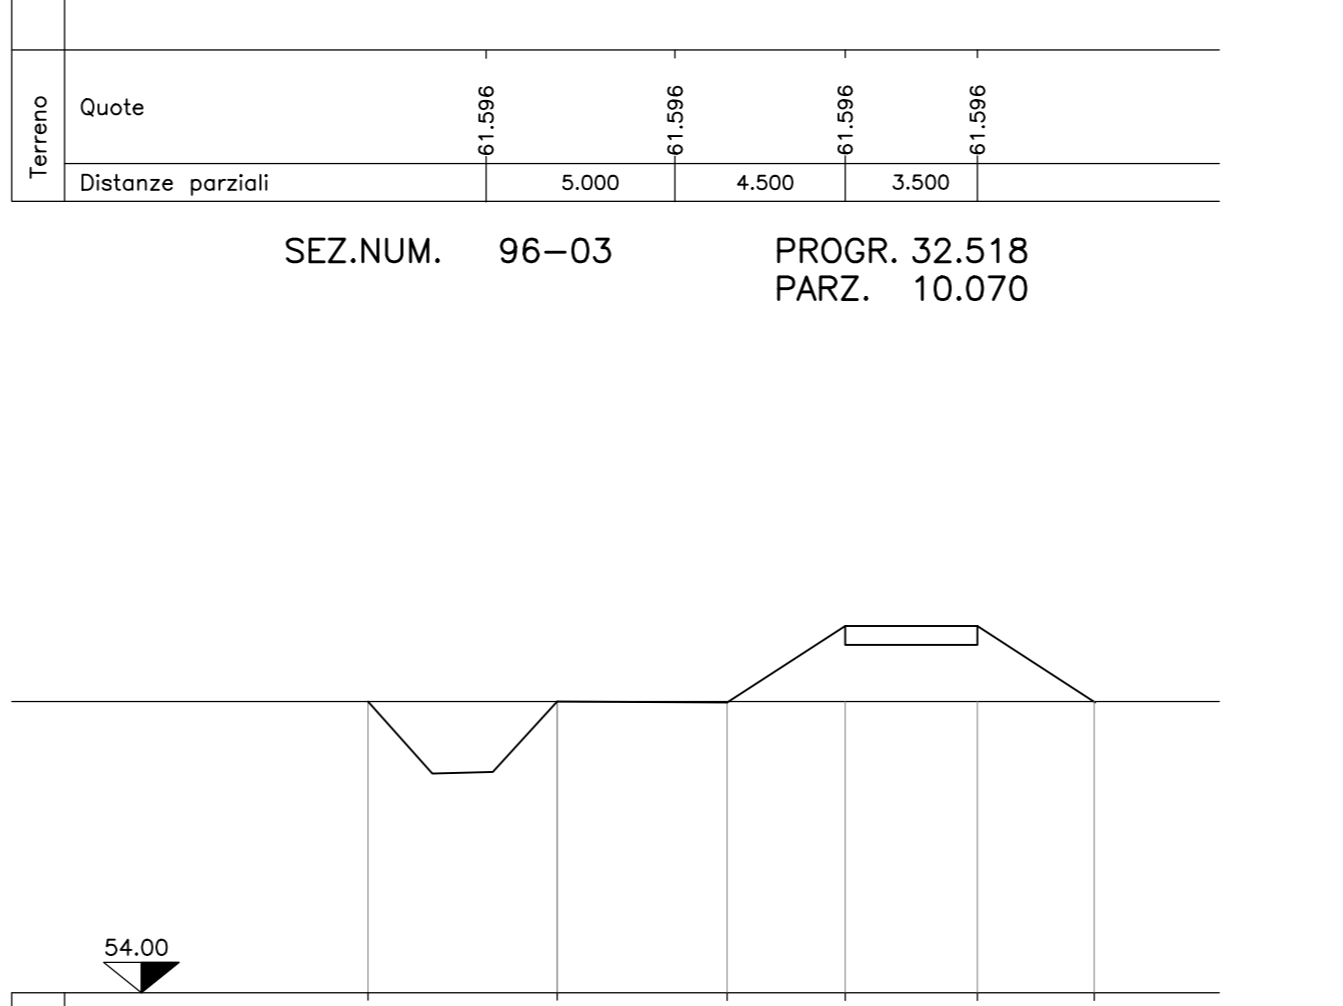 Terreno
Quote 61.596 61.596 61.596 61.596
Distanze parziali 5.000 4.500 3.500
SEZ.NUM. 96-03 PROGR. 32.518
PARZ. 10.070
54.00